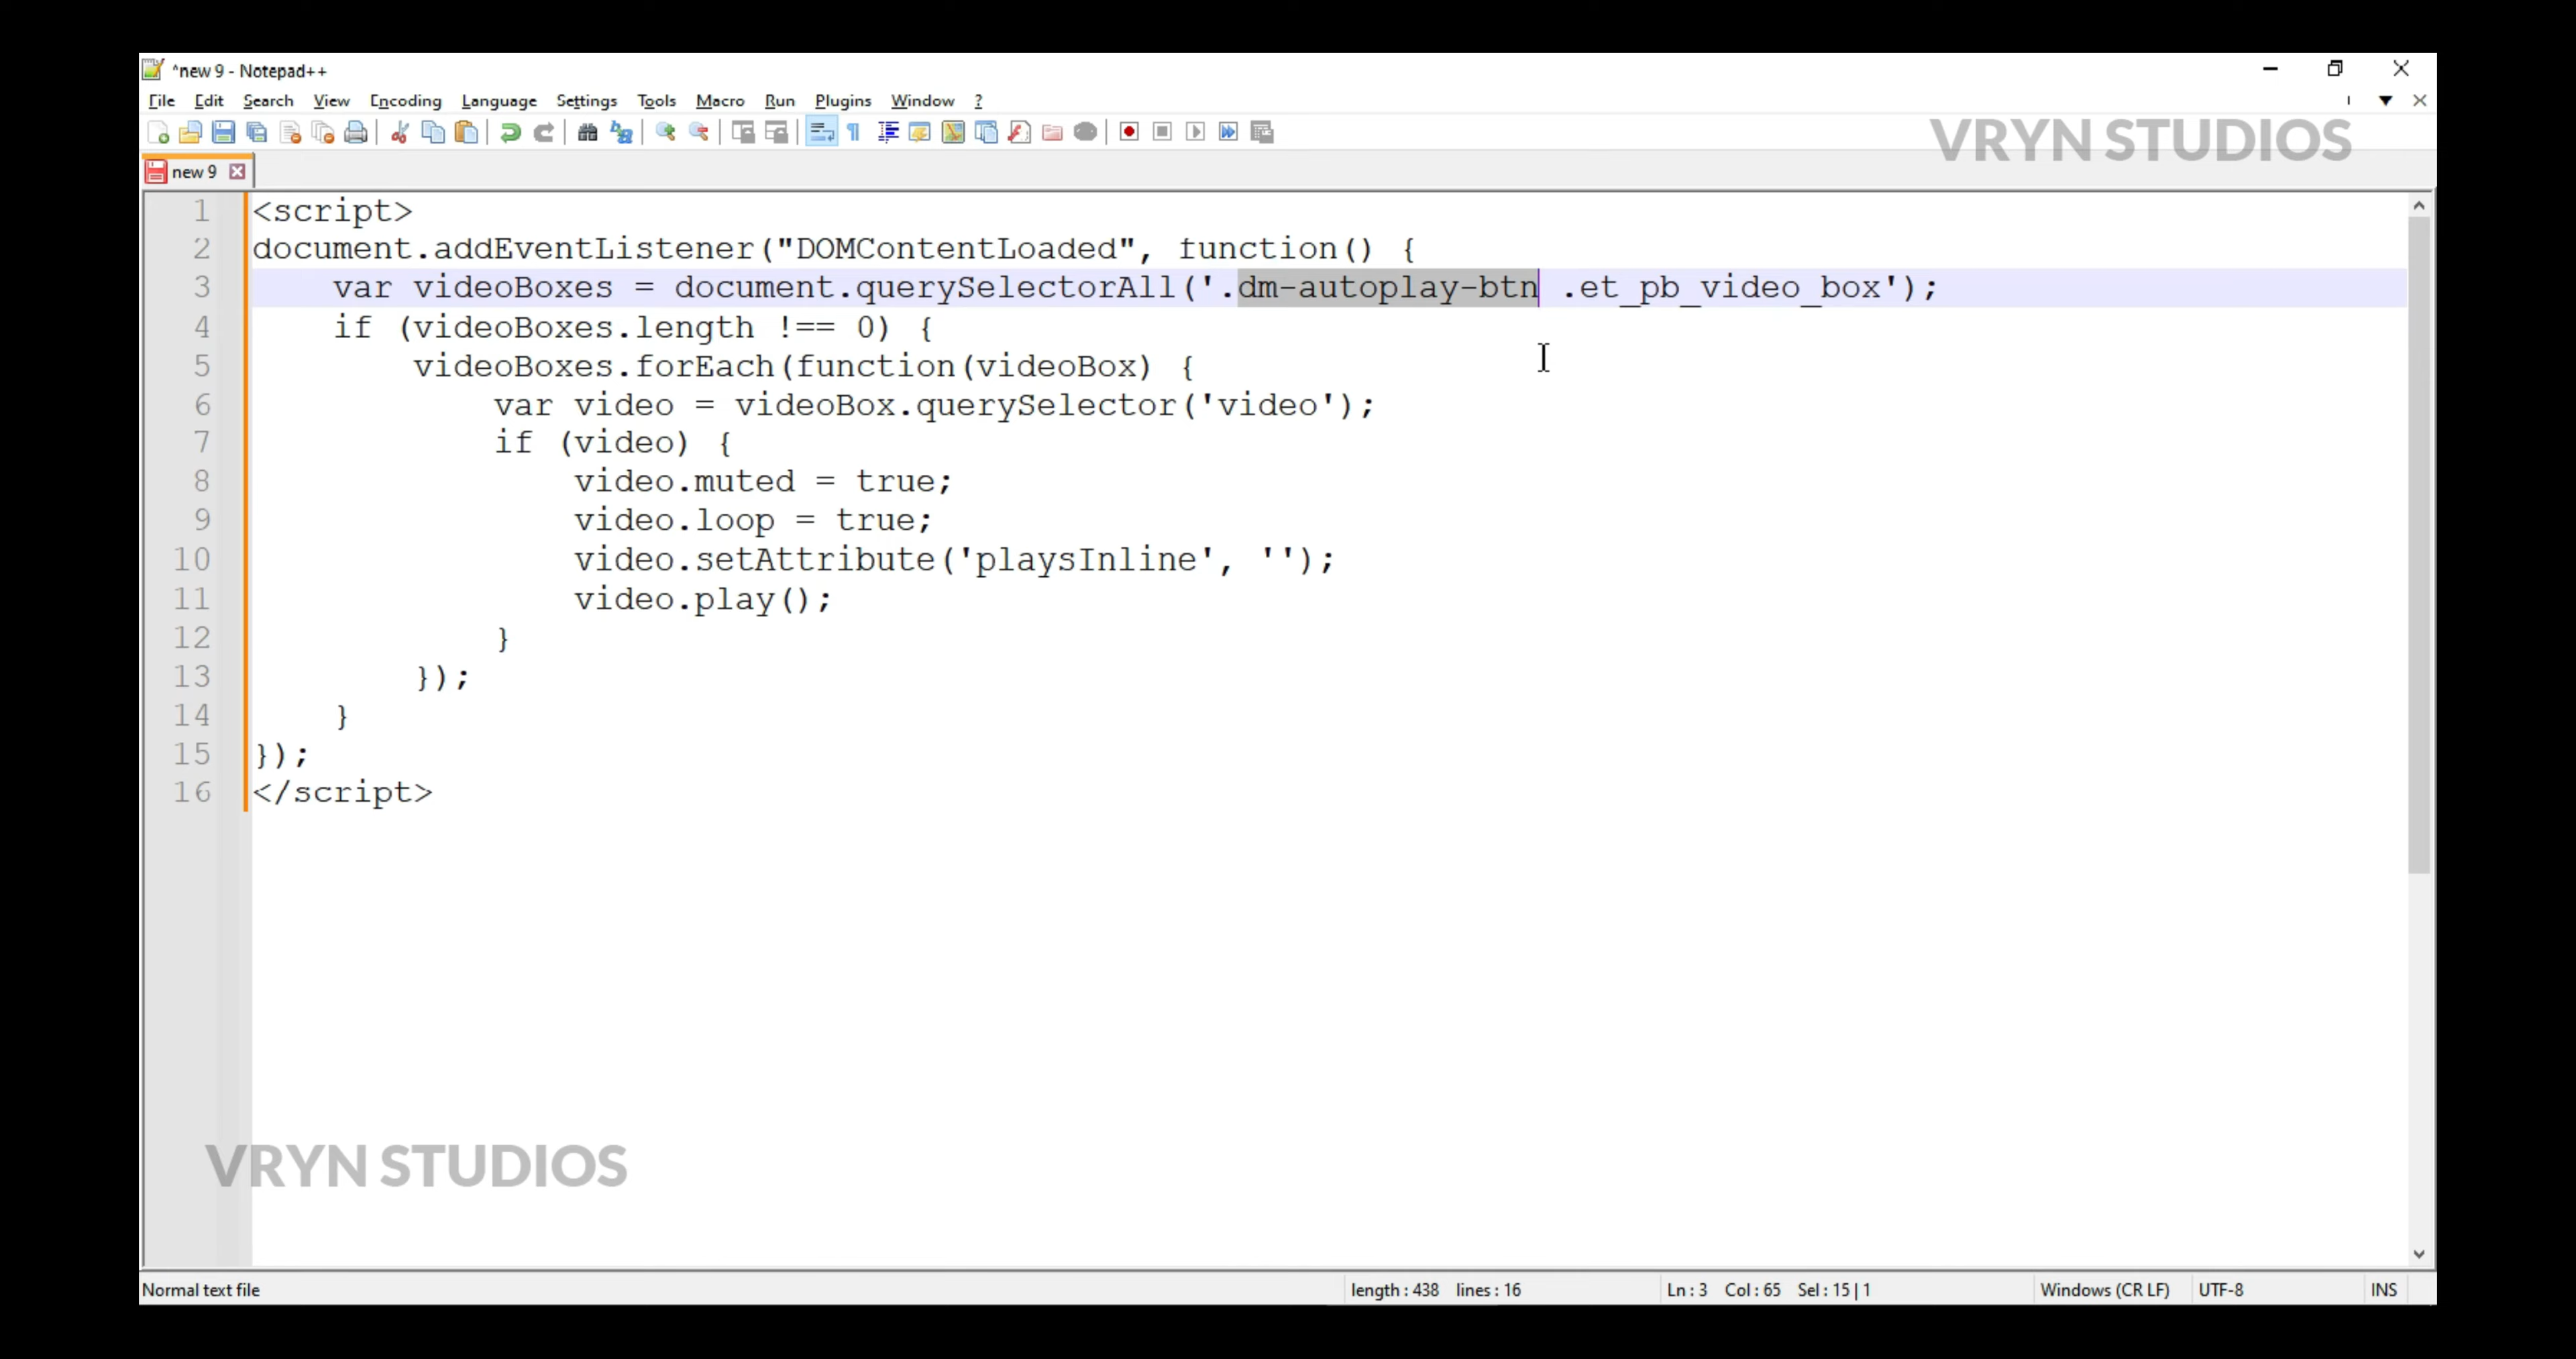 ^new 9 - Notepad++
File Edit Search View Encoding Language Settings Tools Macro Run Plugins Window ?
VRYN STUDIOS
new 9
1 <script>
2 document.addEventListener("DOMContentLoaded", function() {
3     var videoBoxes = document.querySelectorAll('.dm-autoplay-btn .et_pb_video_box');
4     if (videoBoxes.length !== 0) {
5         videoBoxes.forEach(function(videoBox) {
6             var video = videoBox.querySelector('video');
7             if (video) {
8                 video.muted = true;
9                 video.loop = true;
10                 video.setAttribute('playsInline', '');
11                 video.play();
12             }
13         });
14     }
15 });
16 </script>
VRYN STUDIOS
Normal text file length : 438 lines : 16 Ln : 3 Col : 65 Sel : 15 | 1 Windows (CR LF) UTF-8 INS